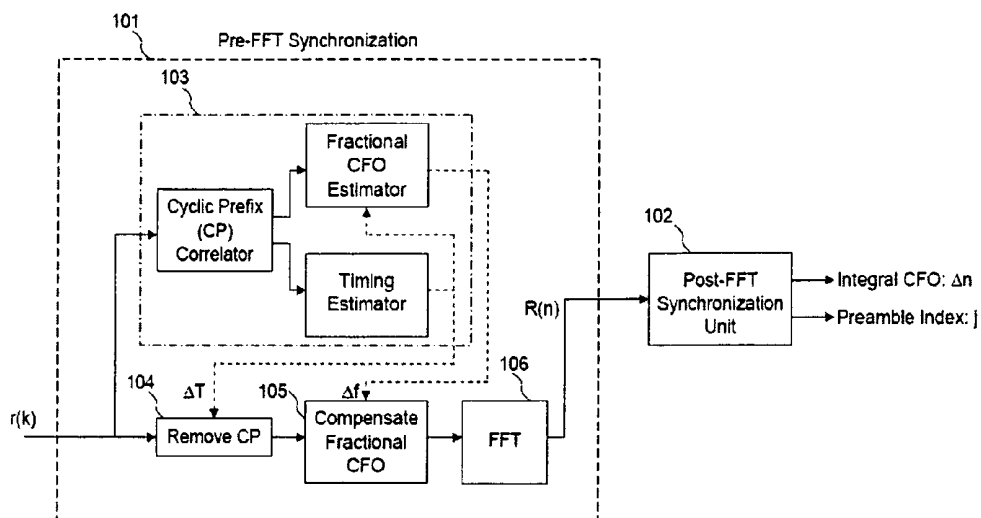 101
Pre-FFT Synchronization
103
Fractional
CFO
Estimator
Cyclic Prefix
(CP)
Correlator
Timing
Estimator
102
Post-FFT
Synchronization
Unit
Integral CFO: Δn
Preamble Index: j
R(n)
106
104
ΔT
105
Δf
r(k)
Remove CP
Compensate
Fractional
CFO
FFT